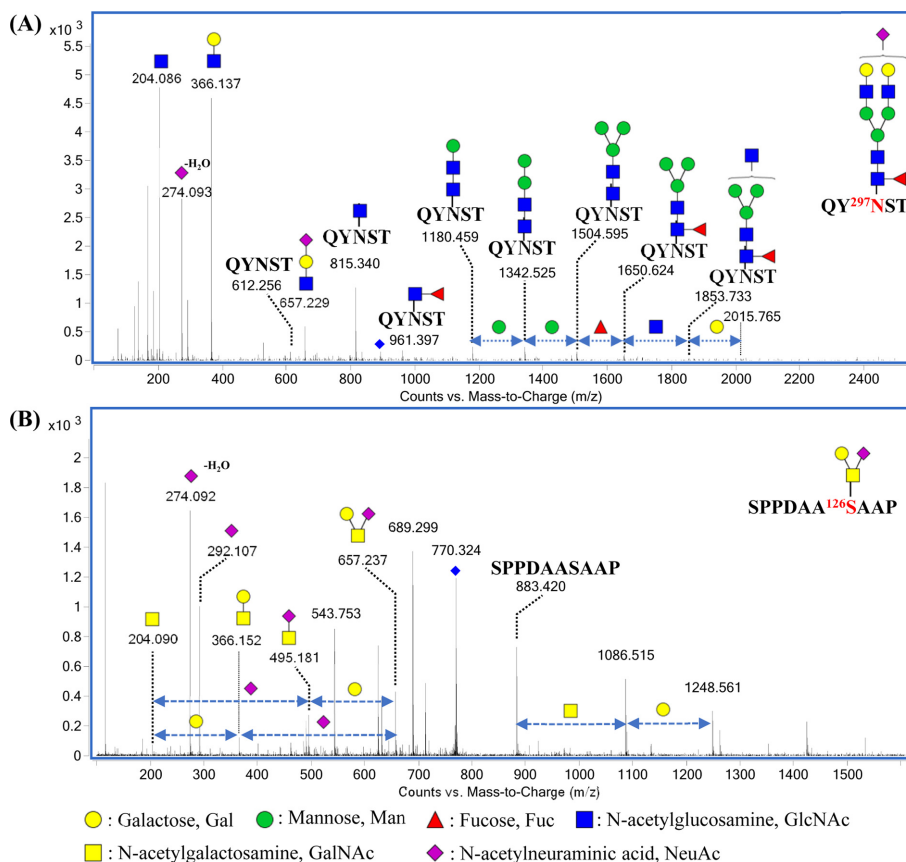 (A)
x10 3
5.5
5
4.5
4
3.5
3
2.5
2
1.5
1
0.5
0
204.086
366.137
-H2O
274.093
QYNST
612.256
657.229
QYNST
815.340
QYNST
961.397
QYNST
1180.459
QYNST
1342.525
QYNST
1504.595
QYNST
1650.624
QYNST
1853.733
2015.765
QY297NST
200 400 600 800 1000 1200 1400 1600 1800 2000 2200 2400
Counts vs. Mass-to-Charge (m/z)
(B)
x10 3
2
1.8
1.6
1.4
1.2
1
0.8
0.6
0.4
0.2
0
-H2O
274.092
292.107
204.090
366.152
495.181
543.753
657.237
689.299
770.324
SPPDAASAAP
883.420
1086.515
1248.561
SPPDAA126SAAP
200 300 400 500 600 700 800 900 1000 1100 1200 1300 1400 1500
Counts vs. Mass-to-Charge (m/z)
: Galactose, Gal : Mannose, Man : Fucose, Fuc : N-acetylglucosamine, GlcNAc
: N-acetylgalactosamine, GalNAc : N-acetylneuraminic acid, NeuAc